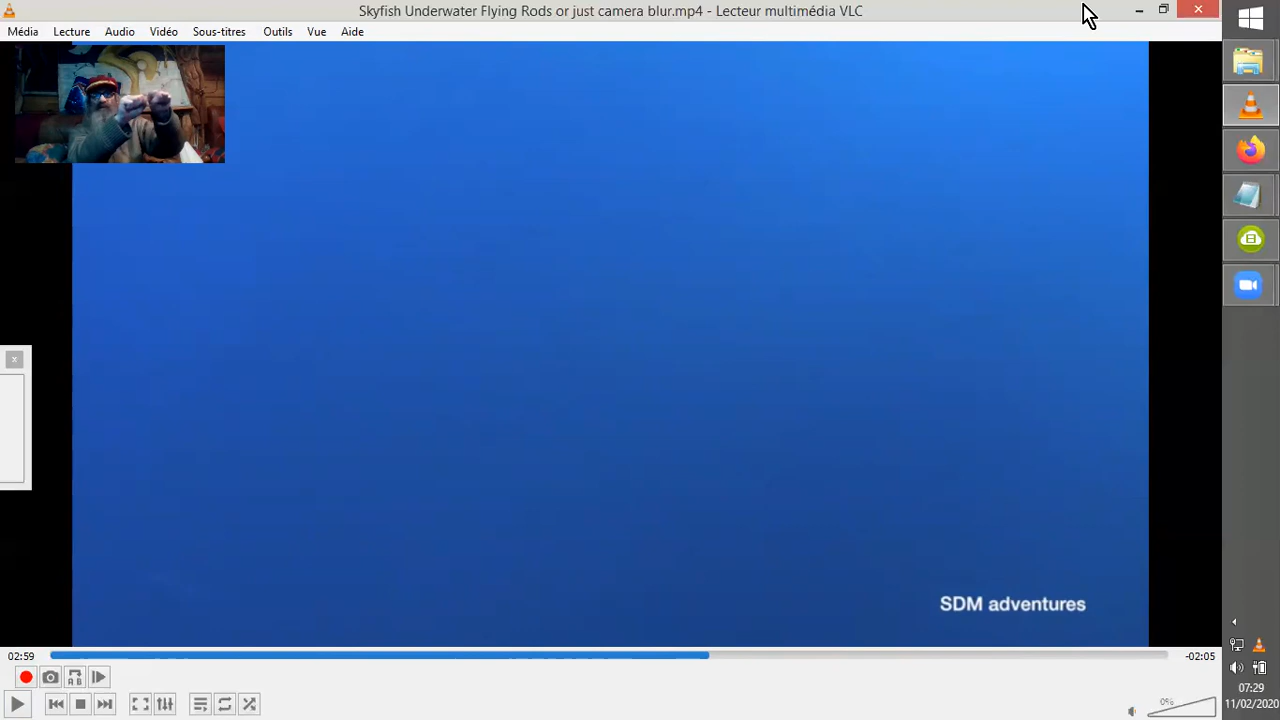 Skyfish Underwater Flying Rods or just camera blur.mp4 - Lecteur multimédia VLC
Média Lecture Audio Vidéo Sous-titres Outils Vue Aide
SDM adventures
02:59 -02:05
0%
07:29
11/02/2020